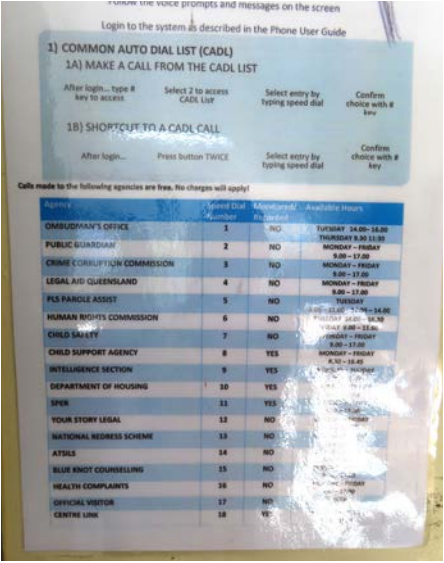 Follow the voice prompts and messages on the screen
Login to the system as described in the Phone User Guide
1) COMMON AUTO DIAL LIST (CADL)
1A) MAKE A CALL FROM THE CADL LIST
After login... type # key to access
Select 2 to access CADL List
Select entry by typing speed dial
Confirm choice with # key
1B) SHORTCUT TO A CADL CALL
After login...
Press button TWICE
Select entry by typing speed dial
Confirm choice with # key
Calls made to the following agencies are free. No charges will apply!
Agency Speed Dial Number Monitored/ Recorded Available Hours
OMBUDMAN'S OFFICE 1 NO TUESDAY 14.00– 16.00
THURSDAY 9.30 11:30
PUBLIC GUARDIAN 2 NO MONDAY – FRIDAY
9.00 – 17.00
CRIME CORRUPTION COMMISSION 3 NO MONDAY – FRIDAY
9.00 – 17.00
LEGAL AID QUEENSLAND 4 NO MONDAY – FRIDAY
9.00 – 17.00
PLS PAROLE ASSIST 5 NO TUESDAY
HUMAN RIGHTS COMMISSION 6 NO
CHILD SAFETY 7 NO MONDAY – FRIDAY
9.00 – 17.00
CHILD SUPPORT AGENCY 8 YES MONDAY – FRIDAY
8.30 – 16.45
INTELLIGENCE SECTION 9 YES
DEPARTMENT OF HOUSING 10 YES
SPER 11 YES
YOUR STORY LEGAL 12 NO
NATIONAL REDRESS SCHEME 13 NO
ATSILS 14 NO
BLUE KNOT COUNSELLING 15 NO
HEALTH COMPLAINTS 16 NO
OFFICIAL VISITOR 17 NO
CENTRE LINK 18 YES